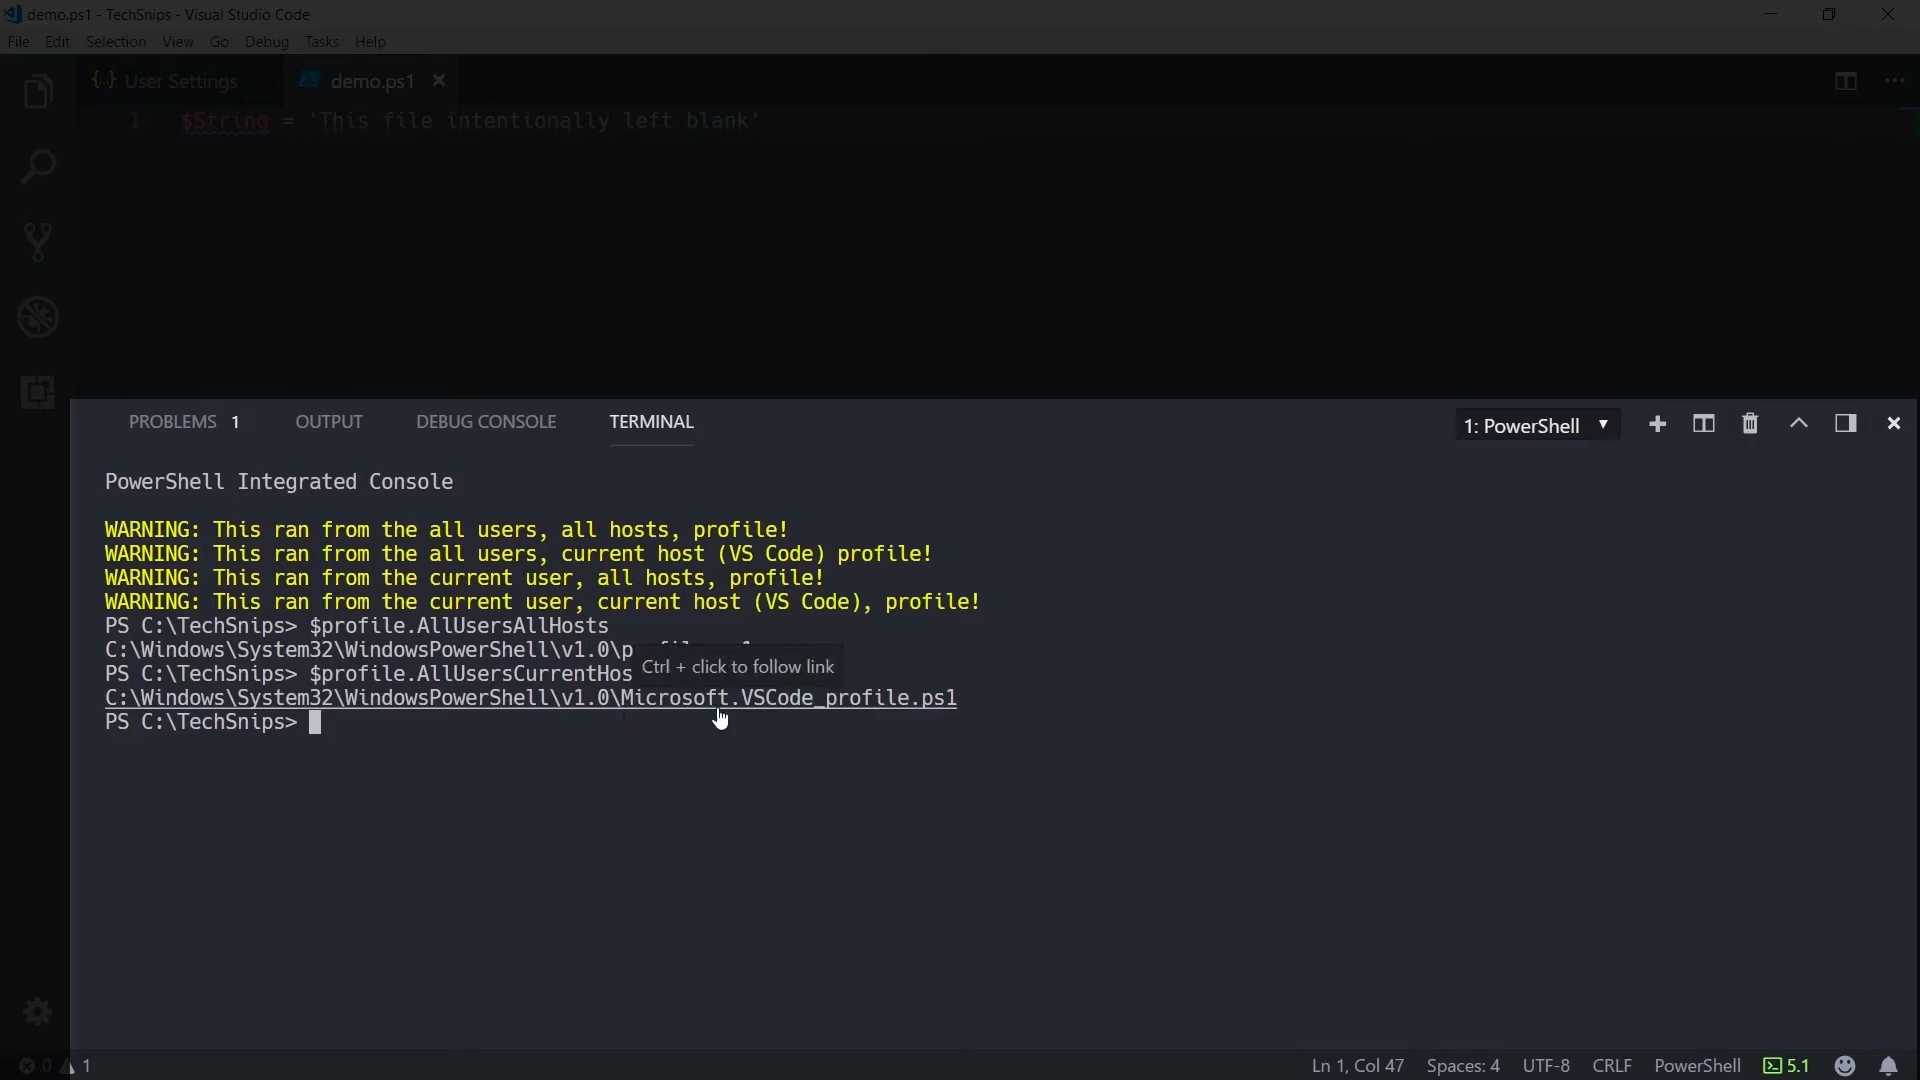 demo.ps1 - TechSnips - Visual Studio Code
File Edit Selection View Go Debug Tasks Help
{..} User Settings demo.ps1
1 $String = 'This file intentionally left blank'
PROBLEMS 1 OUTPUT DEBUG CONSOLE TERMINAL 1: PowerShell
PowerShell Integrated Console
WARNING: This ran from the all users, all hosts, profile!
WARNING: This ran from the all users, current host (VS Code) profile!
WARNING: This ran from the current user, all hosts, profile!
WARNING: This ran from the current user, current host (VS Code), profile!
PS C:\TechSnips> $profile.AllUsersAllHosts
C:\Windows\System32\WindowsPowerShell\v1.0\p
Ctrl + click to follow link
PS C:\TechSnips> $profile.AllUsersCurrentHos
C:\Windows\System32\WindowsPowerShell\v1.0\Microsoft.VSCode_profile.ps1
PS C:\TechSnips>
0 1 Ln 1, Col 47 Spaces: 4 UTF-8 CRLF PowerShell 5.1